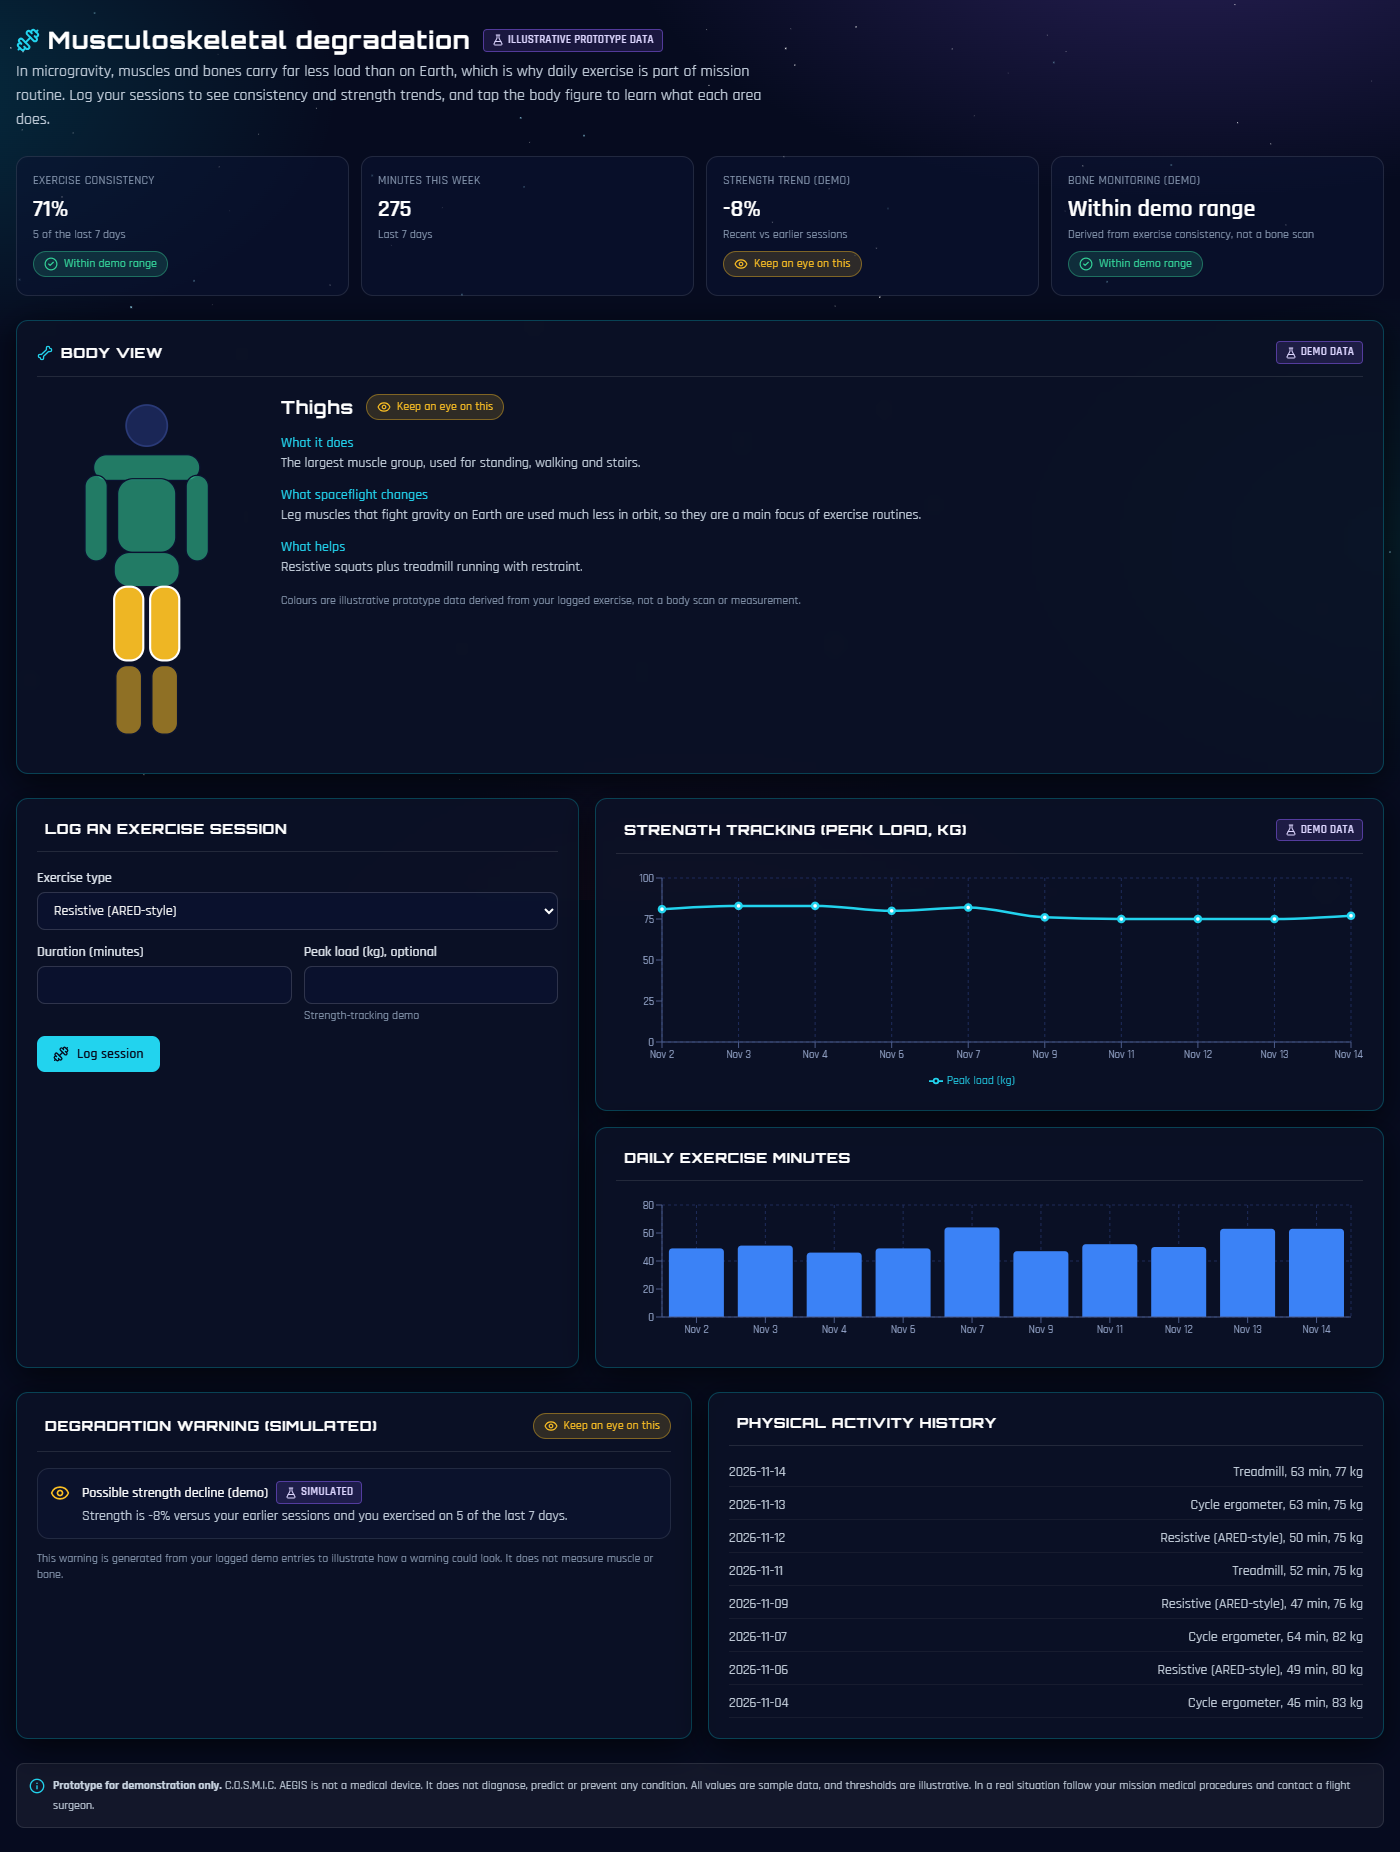 Musculoskeletal degradation
ILLUSTRATIVE PROTOTYPE DATA
In microgravity, muscles and bones carry far less load than on Earth, which is why daily exercise is part of mission
routine. Log your sessions to see consistency and strength trends, and tap the body figure to learn what each area
does.
EXERCISE CONSISTENCY
71%
5 of the last 7 days
Within demo range
MINUTES THIS WEEK
275
Last 7 days
STRENGTH TREND (DEMO)
-8%
Recent vs earlier sessions
Keep an eye on this
BONE MONITORING (DEMO)
Within demo range
Derived from exercise consistency, not a bone scan
Within demo range
BODY VIEW
DEMO DATA
Thighs
Keep an eye on this
What it does
The largest muscle group, used for standing, walking and stairs.
What spaceflight changes
Leg muscles that fight gravity on Earth are used much less in orbit, so they are a main focus of exercise routines.
What helps
Resistive squats plus treadmill running with restraint.
Colours are illustrative prototype data derived from your logged exercise, not a body scan or measurement.
LOG AN EXERCISE SESSION
Exercise type
Resistive (ARED-style)
Duration (minutes)
Peak load (kg), optional
Strength-tracking demo
Log session
STRENGTH TRACKING (PEAK LOAD, KG)
DEMO DATA
100
75
50
25
0
Nov 2 Nov 3 Nov 4 Nov 6 Nov 7 Nov 9 Nov 11 Nov 12 Nov 13 Nov 14
Peak load (kg)
DAILY EXERCISE MINUTES
80
60
40
20
0
Nov 2 Nov 3 Nov 4 Nov 6 Nov 7 Nov 9 Nov 11 Nov 12 Nov 13 Nov 14
DEGRADATION WARNING (SIMULATED)
Keep an eye on this
Possible strength decline (demo)
SIMULATED
Strength is -8% versus your earlier sessions and you exercised on 5 of the last 7 days.
This warning is generated from your logged demo entries to illustrate how a warning could look. It does not measure muscle or
bone.
PHYSICAL ACTIVITY HISTORY
2026-11-14 Treadmill, 63 min, 77 kg
2026-11-13 Cycle ergometer, 63 min, 75 kg
2026-11-12 Resistive (ARED-style), 50 min, 75 kg
2026-11-11 Treadmill, 52 min, 75 kg
2026-11-09 Resistive (ARED-style), 47 min, 76 kg
2026-11-07 Cycle ergometer, 64 min, 82 kg
2026-11-06 Resistive (ARED-style), 49 min, 80 kg
2026-11-04 Cycle ergometer, 46 min, 83 kg
Prototype for demonstration only. C.O.S.M.I.C. AEGIS is not a medical device. It does not diagnose, predict or prevent any condition. All values are sample data, and thresholds are illustrative. In a real situation follow your mission medical procedures and contact a flight
surgeon.